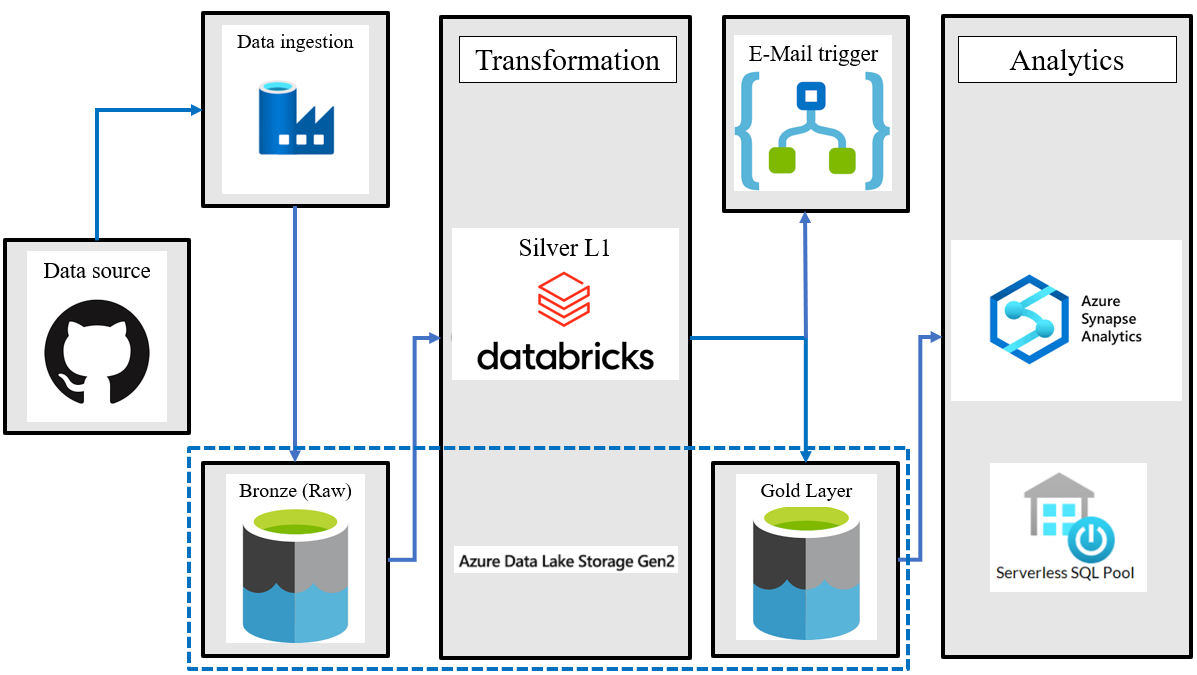 Data ingestion
Transformation
E-Mail trigger
Analytics
Data source
Silver L1
databricks
Azure
Synapse
Analytics
Bronze (Raw)
Gold Layer
Azure Data Lake Storage Gen2
Serverless SQL Pool